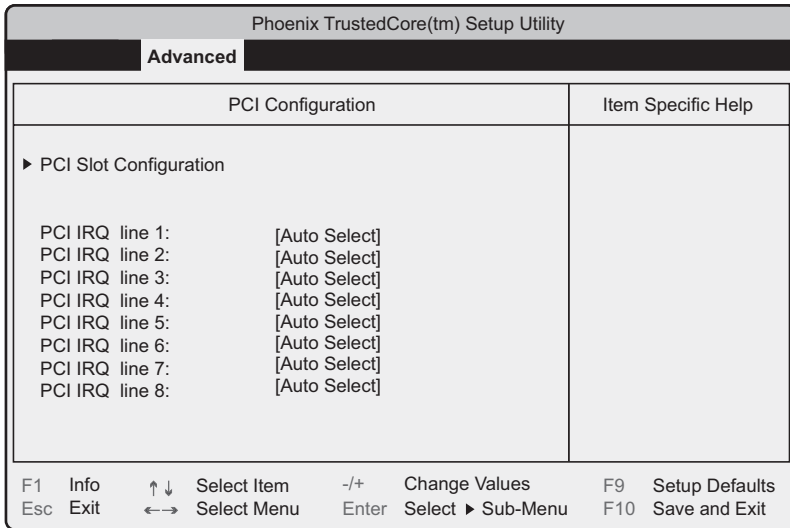 Phoenix TrustedCore(tm) Setup Utility
Advanced
PCI Configuration
Item Specific Help
▶ PCI Slot Configuration
PCI IRQ line 1: [Auto Select]
PCI IRQ line 2: [Auto Select]
PCI IRQ line 3: [Auto Select]
PCI IRQ line 4: [Auto Select]
PCI IRQ line 5: [Auto Select]
PCI IRQ line 6: [Auto Select]
PCI IRQ line 7: [Auto Select]
PCI IRQ line 8: [Auto Select]
F1 Info ↑↓ Select Item -/+ Change Values F9 Setup Defaults
Esc Exit ←→ Select Menu Enter Select ▶ Sub-Menu F10 Save and Exit